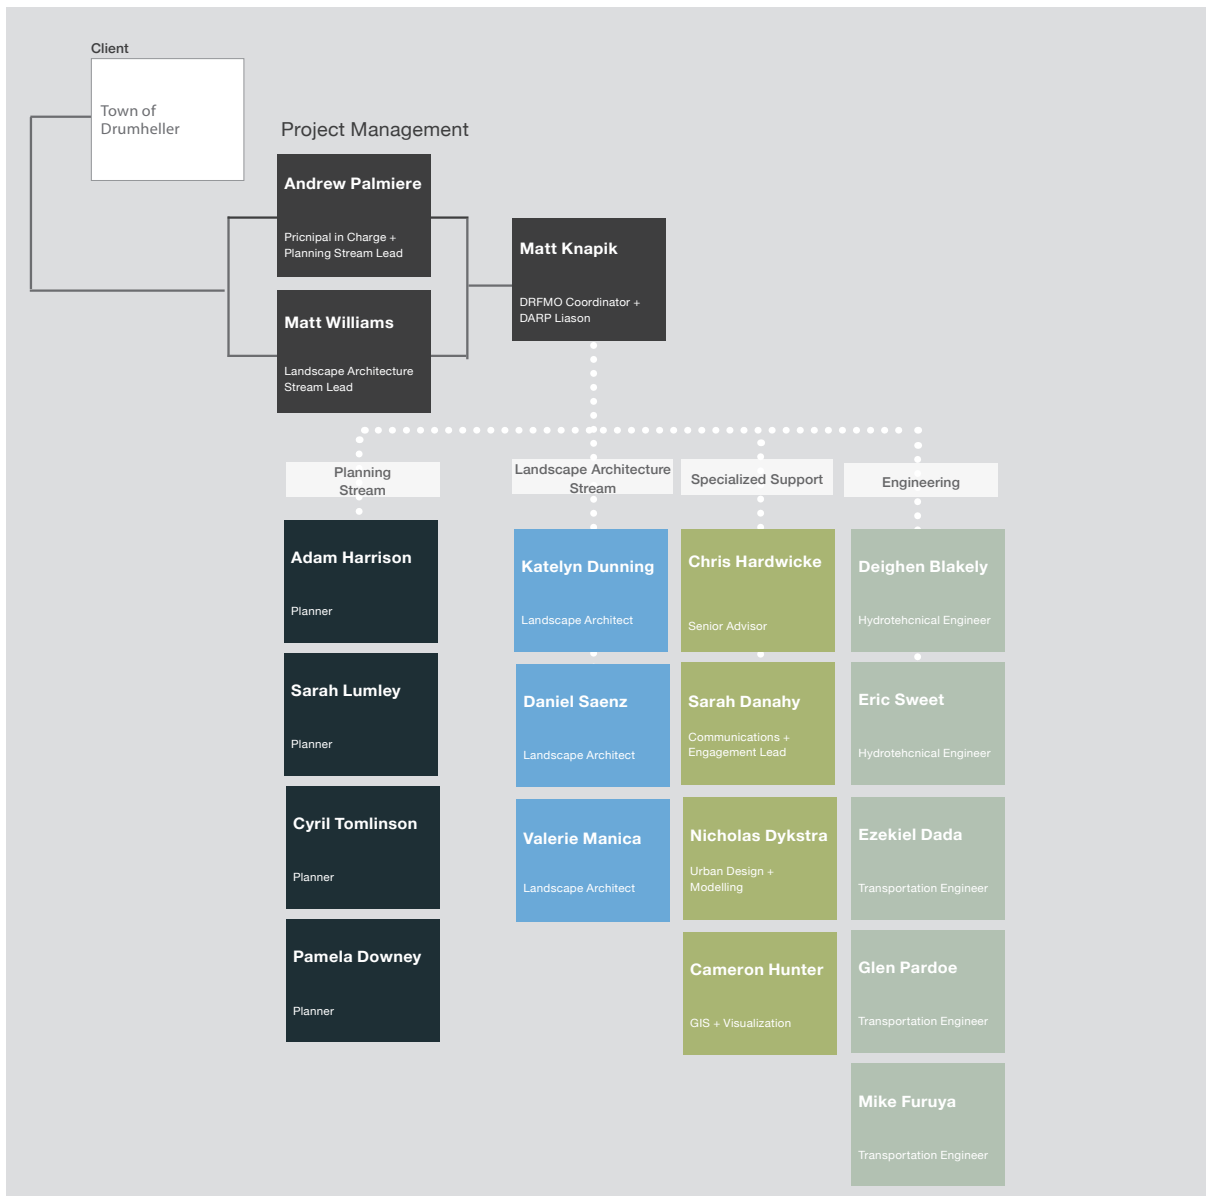 Client
Town of
Drumheller
Project Management
Andrew Palmiere
Pricnipal in Charge +
Planning Stream Lead
Matt Williams
Landscape Architecture
Stream Lead
Matt Knapik
DRFMO Coordinator +
DARP Liason
Planning
Stream
Adam Harrison
Planner
Sarah Lumley
Planner
Cyril Tomlinson
Planner
Pamela Downey
Planner
Landscape Architecture
Stream
Katelyn Dunning
Landscape Architect
Daniel Saenz
Landscape Architect
Valerie Manica
Landscape Architect
Specialized Support
Chris Hardwicke
Senior Advisor
Sarah Danahy
Communications +
Engagement Lead
Nicholas Dykstra
Urban Design +
Modelling
Cameron Hunter
GIS + Visualization
Engineering
Deighen Blakely
Hydrotehcnical Engineer
Eric Sweet
Hydrotehcnical Engineer
Ezekiel Dada
Transportation Engineer
Glen Pardoe
Transportation Engineer
Mike Furuya
Transportation Engineer